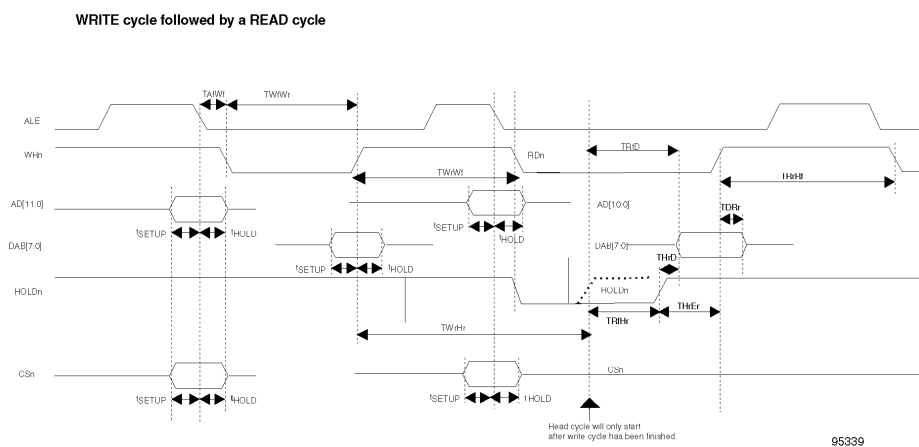 WRITE cycle followed by a READ cycle
TAfWf
TWfWr
ALE
WRn
RDn
TRfD
TWrWf
TRrRf
AD[11:0]
AD[10:0]
TDRr
tSETUP
tHOLD
tSETUP
tHOLD
DAB[7:0]
DAB[7:0]
tSETUP
tHOLD
THrD
HOLDn
HOLDn
TWrHr
TRfHr
THrEr
CSn
CSn
tSETUP
tHOLD
tSETUP
tHOLD
Head cycle will only start
after write cycle has been finished.
95339